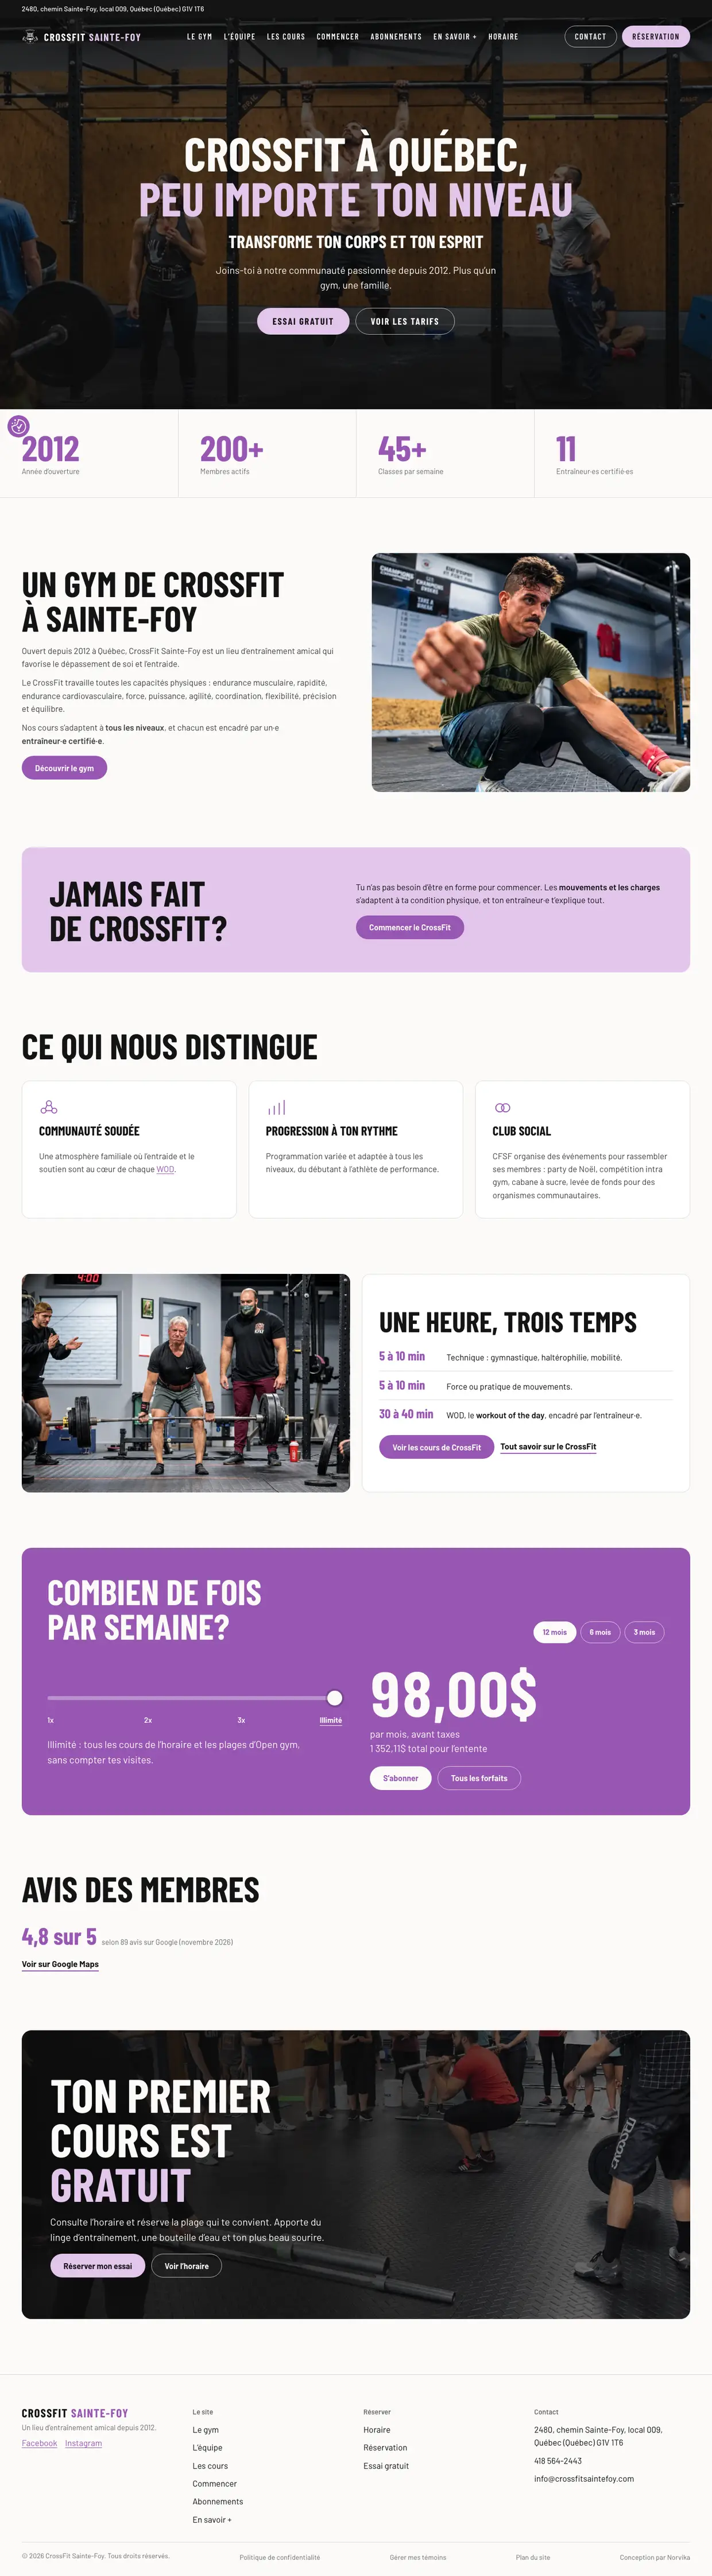 2480, chemin Sainte-Foy, local 009, Québec (Québec) G1V 1T6
CROSSFIT SAINTE-FOY
LE GYM L'ÉQUIPE LES COURS COMMENCER ABONNEMENTS EN SAVOIR + HORAIRE
CONTACT RÉSERVATION
CROSSFIT À QUÉBEC,
PEU IMPORTE TON NIVEAU
TRANSFORME TON CORPS ET TON ESPRIT
Joins-toi à notre communauté passionnée depuis 2012. Plus qu'un
gym, une famille.
ESSAI GRATUIT VOIR LES TARIFS
2012
Année d'ouverture
200+
Membres actifs
45+
Classes par semaine
11
Entraîneur·es certifié·es
UN GYM DE CROSSFIT
À SAINTE-FOY
Ouvert depuis 2012 à Québec, CrossFit Sainte-Foy est un lieu d'entraînement amical qui
favorise le dépassement de soi et l'entraide.
Le CrossFit travaille toutes les capacités physiques : endurance musculaire, rapidité,
endurance cardiovasculaire, force, puissance, agilité, coordination, flexibilité, précision
et équilibre.
Nos cours s'adaptent à tous les niveaux, et chacun est encadré par un·e
entraîneur·e certifié·e.
Découvrir le gym
TAKE A
BREAK
JAMAIS FAIT
DE CROSSFIT?
Tu n'as pas besoin d'être en forme pour commencer. Les mouvements et les charges
s'adaptent à ta condition physique, et ton entraîneur·e t'explique tout.
Commencer le CrossFit
CE QUI NOUS DISTINGUE
COMMUNAUTÉ SOUDÉE
Une atmosphère familiale où l'entraide et le
soutien sont au cœur de chaque WOD.
PROGRESSION À TON RYTHME
Programmation variée et adaptée à tous les
niveaux, du débutant à l'athlète de performance.
CLUB SOCIAL
CFSF organise des événements pour rassembler
ses membres : party de Noël, compétition intra
gym, cabane à sucre, levée de fonds pour des
organismes communautaires.
4:00
UNE HEURE, TROIS TEMPS
5 à 10 min Technique : gymnastique, haltérophilie, mobilité.
5 à 10 min Force ou pratique de mouvements.
30 à 40 min WOD, le workout of the day, encadré par l'entraîneur·e.
Voir les cours de CrossFit Tout savoir sur le CrossFit
COMBIEN DE FOIS
PAR SEMAINE?
12 mois 6 mois 3 mois
1x 2x 3x Illimité
Illimité : tous les cours de l'horaire et les plages d'Open gym,
sans compter tes visites.
98,00$
par mois, avant taxes
1 352,11$ total pour l'entente
S'abonner Tous les forfaits
AVIS DES MEMBRES
4,8 sur 5 selon 89 avis sur Google (novembre 2026)
Voir sur Google Maps
TON PREMIER
COURS EST
GRATUIT
Consulte l'horaire et réserve la plage qui te convient. Apporte du
linge d'entraînement, une bouteille d'eau et ton plus beau sourire.
Réserver mon essai Voir l'horaire
CROSSFIT SAINTE-FOY
Un lieu d'entraînement amical depuis 2012.
Facebook Instagram
Le site
Le gym
L'équipe
Les cours
Commencer
Abonnements
En savoir +
Réserver
Horaire
Réservation
Essai gratuit
Contact
2480, chemin Sainte-Foy, local 009,
Québec (Québec) G1V 1T6
418 564-2443
info@crossfitsaintefoy.com
© 2026 CrossFit Sainte-Foy. Tous droits réservés. Politique de confidentialité Gérer mes témoins Plan du site Conception par Norvika